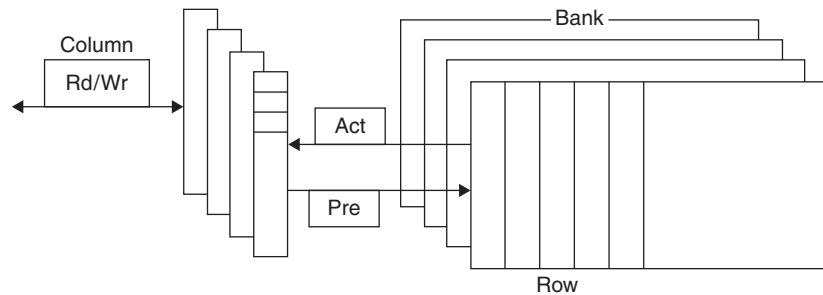 Column
Rd/Wr
Act
Pre
Bank
Row